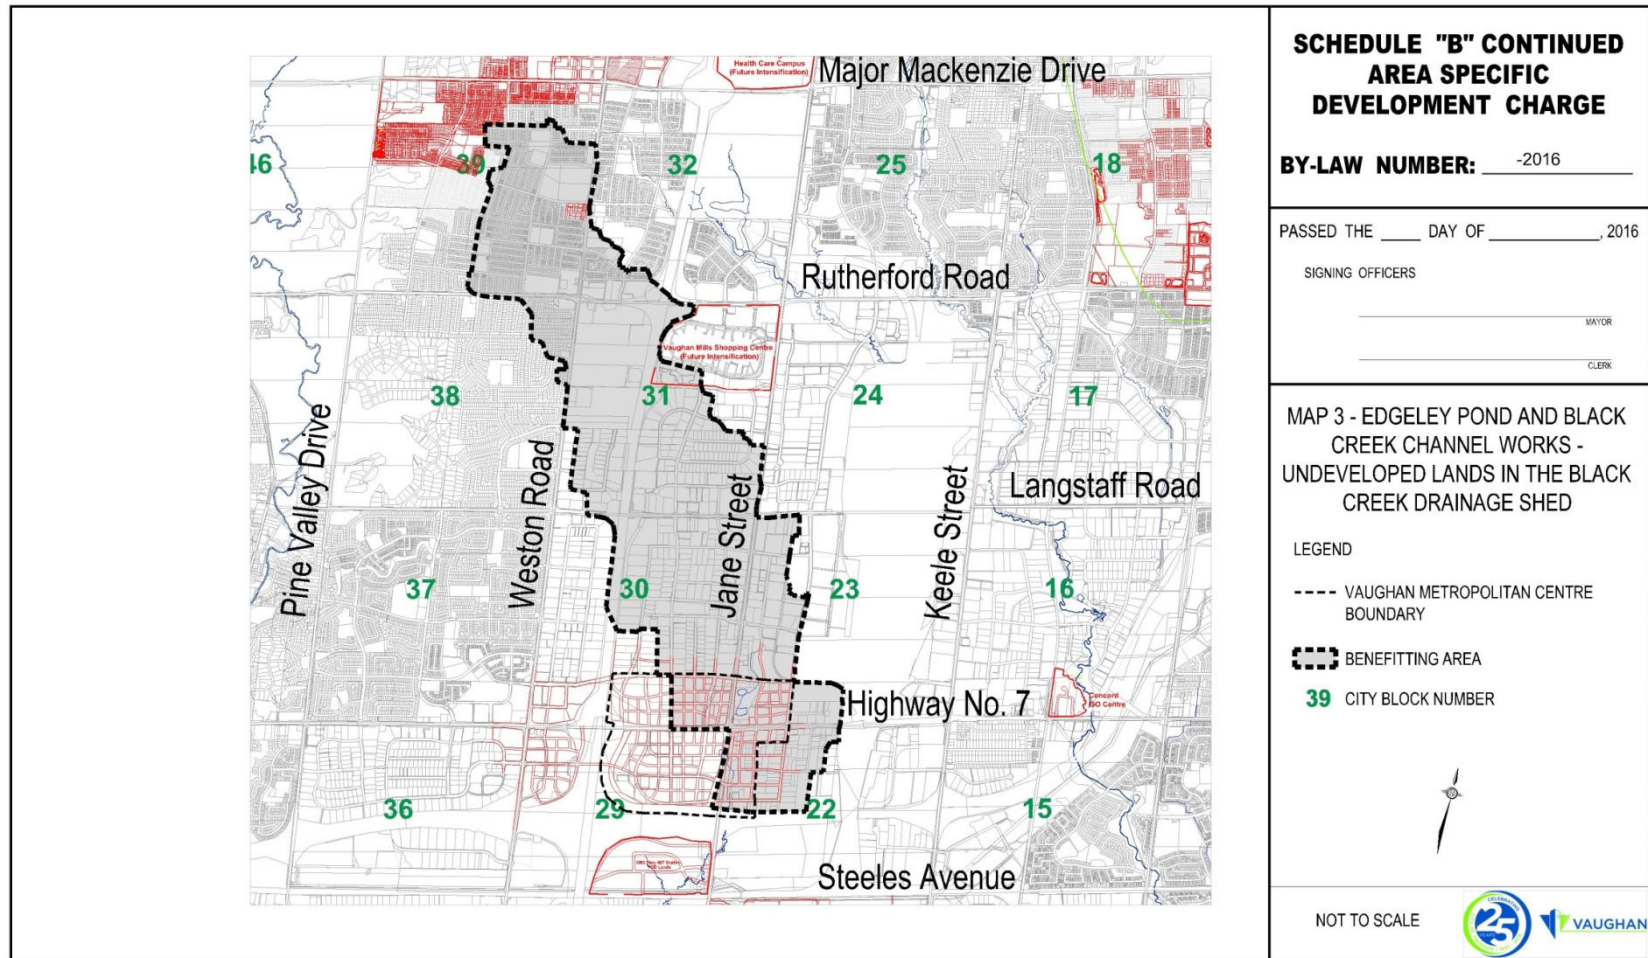 Health Care Campus
(Future Intensification)
Major Mackenzie Drive
46
39
32
25
18
Rutherford Road
Vaughan Mills Shopping Centre
(Future Intensification)
38
31
24
17
Pine Valley Drive
Weston Road
Jane Street
Keele Street
Langstaff Road
37
30
23
16
Highway No. 7
Concord
GO Centre
36
29
22
15
Steeles Avenue
SCHEDULE "B" CONTINUED
AREA SPECIFIC
DEVELOPMENT CHARGE
BY-LAW NUMBER: -2016
PASSED THE DAY OF , 2016
SIGNING OFFICERS
MAYOR
CLERK
MAP 3 - EDGELEY POND AND BLACK
CREEK CHANNEL WORKS -
UNDEVELOPED LANDS IN THE BLACK
CREEK DRAINAGE SHED
LEGEND
VAUGHAN METROPOLITAN CENTRE
BOUNDARY
BENEFITTING AREA
39 CITY BLOCK NUMBER
NOT TO SCALE
CELEBRATING
25
VAUGHAN